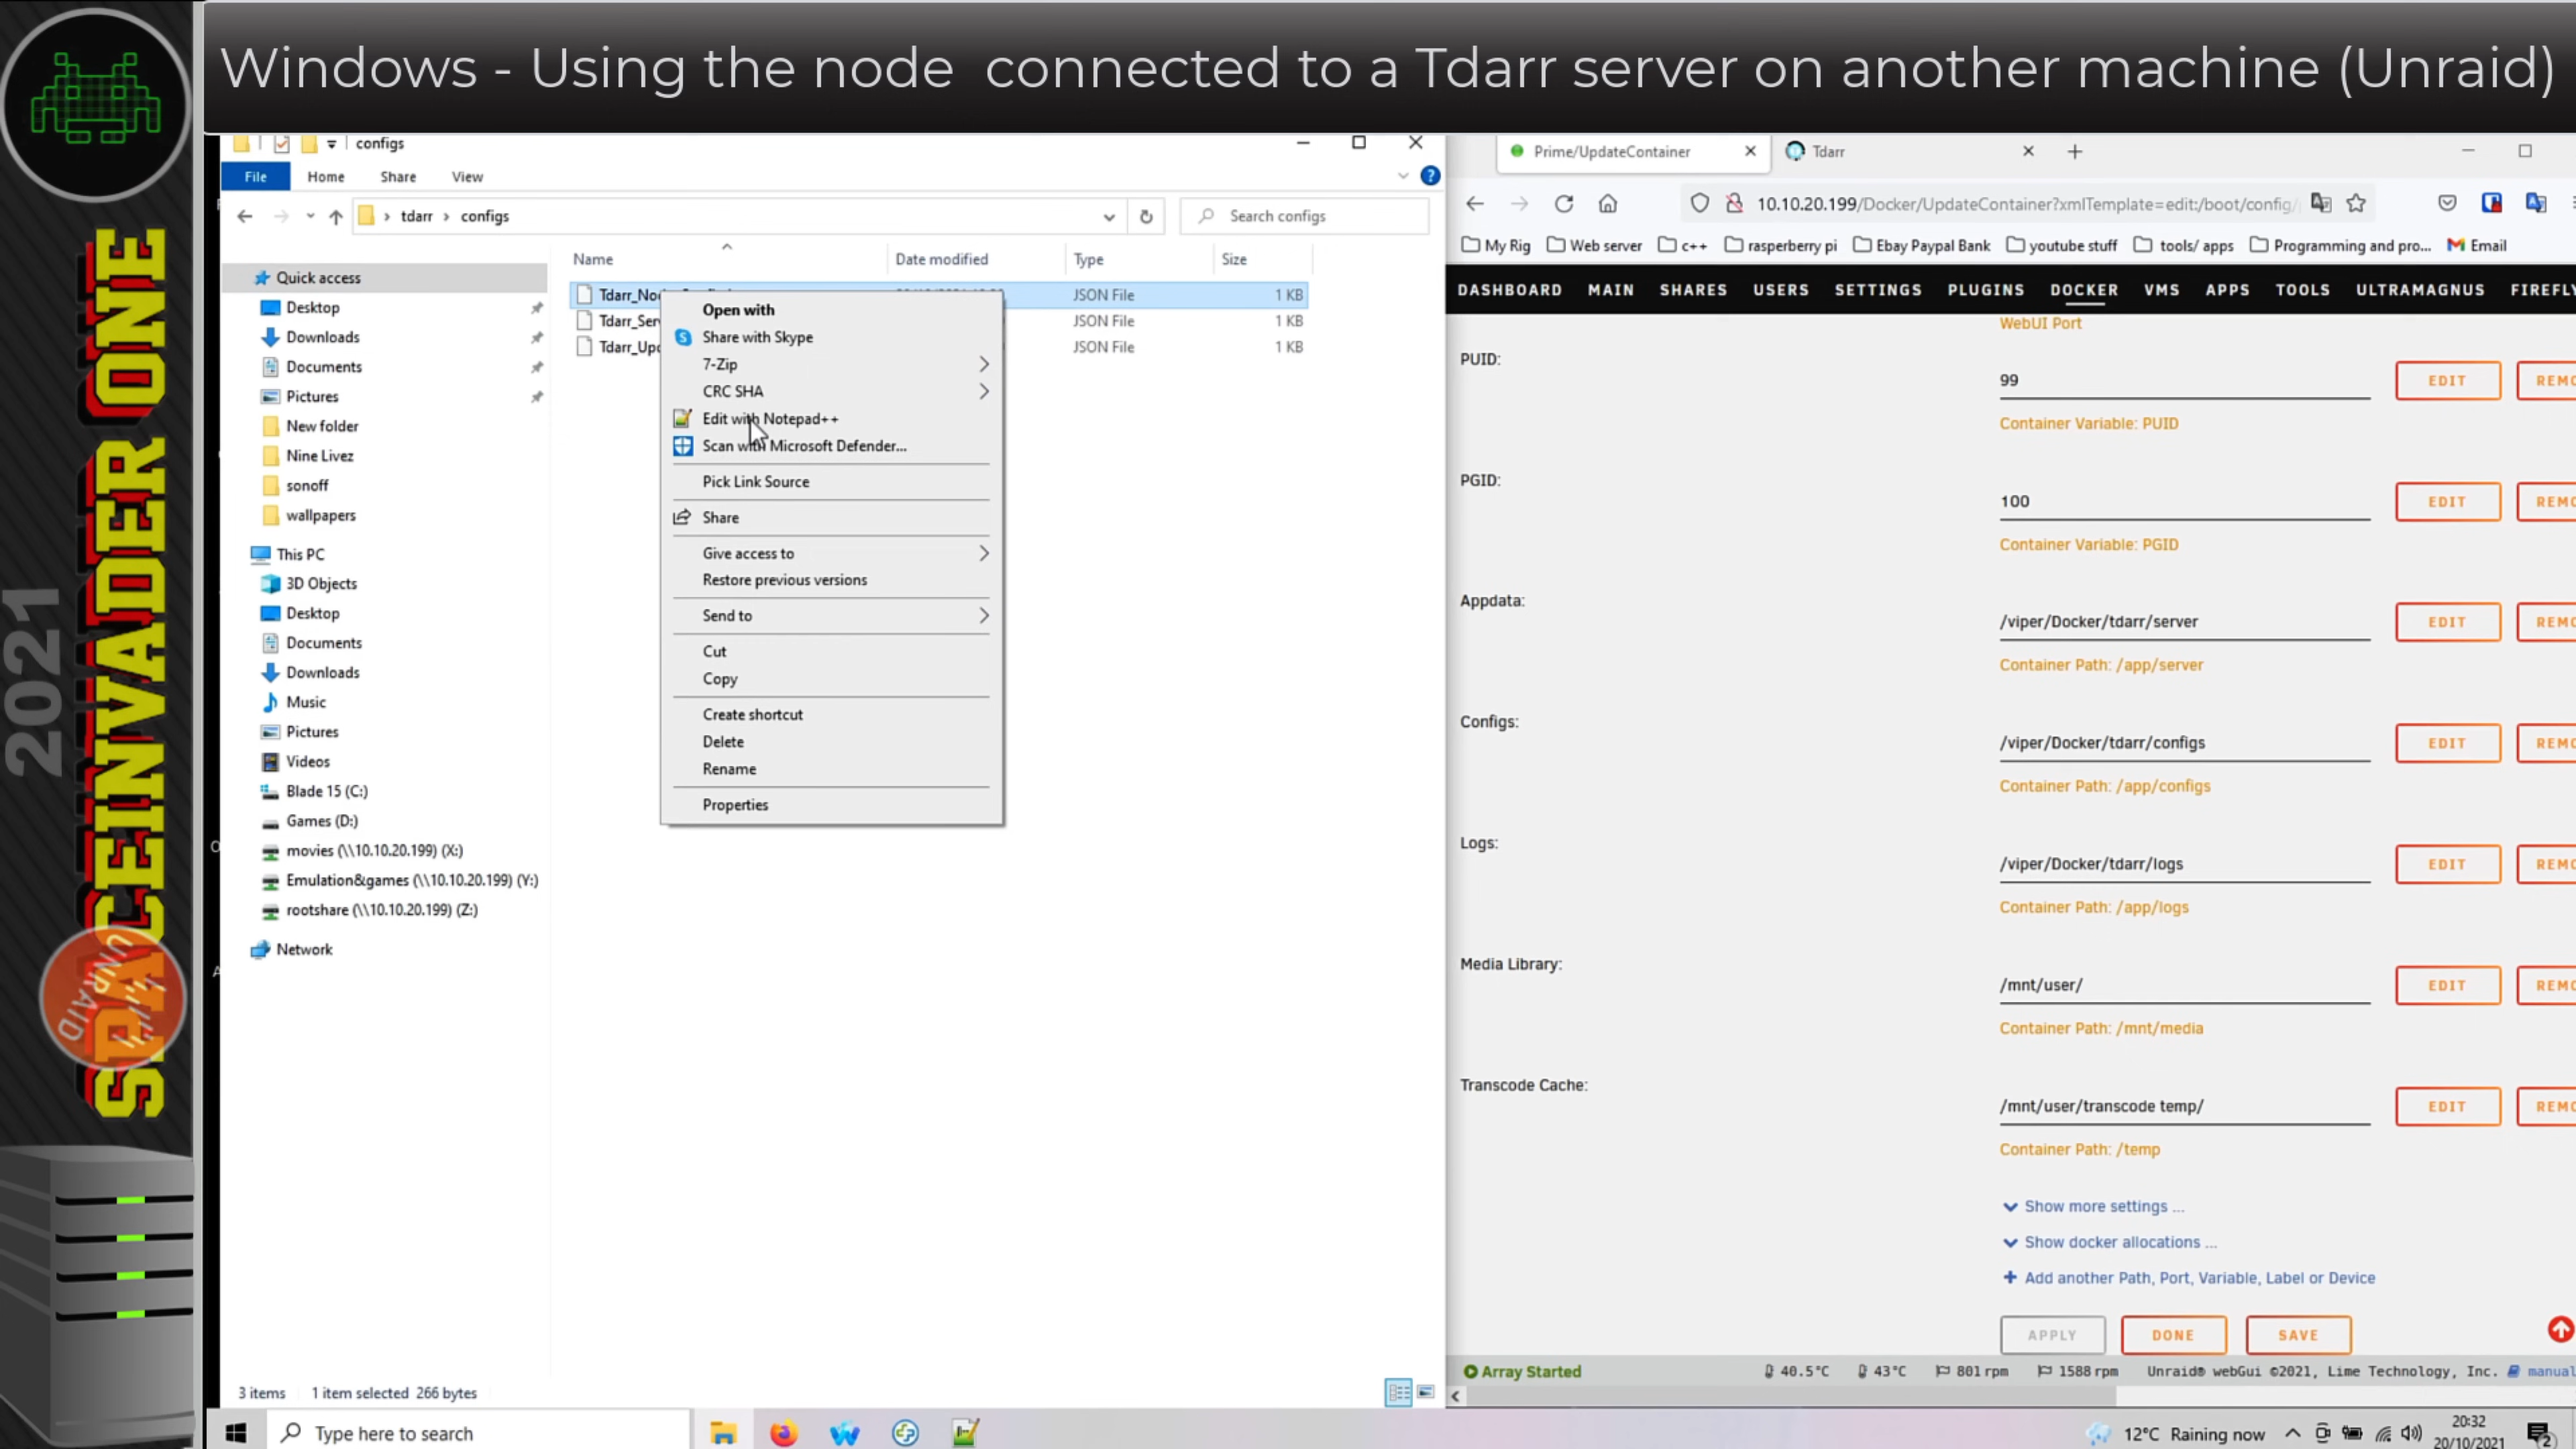 Windows - Using the node connected to a Tdarr server on another machine (Unraid)
2021
SPACEINVADER ONE
UNRAID
configs
File Home Share View
tdarr › configs
Search configs
Name Date modified Type Size
Quick access
Desktop
Downloads
Documents
Pictures
New folder
Nine Livez
sonoff
wallpapers
This PC
3D Objects
Desktop
Documents
Downloads
Music
Pictures
Videos
Blade 15 (C:)
Games (D:)
movies (\\10.10.20.199) (X:)
Emulation&games (\\10.10.20.199) (Y:)
rootshare (\\10.10.20.199) (Z:)
Network
JSON File 1 KB
JSON File 1 KB
JSON File 1 KB
Open with
Share with Skype
7-Zip
CRC SHA
Edit with Notepad++
Scan with Microsoft Defender...
Pick Link Source
Share
Give access to
Restore previous versions
Send to
Cut
Copy
Create shortcut
Delete
Rename
Properties
3 items 1 item selected 266 bytes
Prime/UpdateContainer
Tdarr
10.10.20.199/Docker/UpdateContainer?xmlTemplate=edit:/boot/config/
My Rig Web server c++ rasperberry pi Ebay Paypal Bank youtube stuff tools/ apps Programming and pro... Email
DASHBOARD MAIN SHARES USERS SETTINGS PLUGINS DOCKER VMS APPS TOOLS ULTRAMAGNUS FIREFLY
WebUI Port
PUID:
99
EDIT
Container Variable: PUID
PGID:
100
EDIT
Container Variable: PGID
Appdata:
/viper/Docker/tdarr/server
EDIT
Container Path: /app/server
Configs:
/viper/Docker/tdarr/configs
EDIT
Container Path: /app/configs
Logs:
/viper/Docker/tdarr/logs
EDIT
Container Path: /app/logs
Media Library:
/mnt/user/
EDIT
Container Path: /mnt/media
Transcode Cache:
/mnt/user/transcode temp/
EDIT
Container Path: /temp
Show more settings ...
Show docker allocations ...
Add another Path, Port, Variable, Label or Device
APPLY DONE SAVE
Array Started 40.5°C 43°C 801 rpm 1588 rpm Unraid® webGui ©2021, Lime Technology, Inc. manual
Type here to search
12°C Raining now
20:32
20/10/2021
2